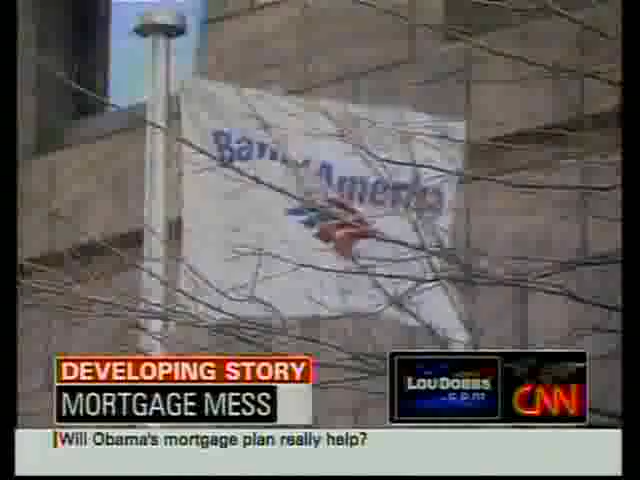 Bank of America
DEVELOPING STORY
MORTGAGE MESS
LOUDOBBS
.COM
CNN
Will Obama's mortgage plan really help?